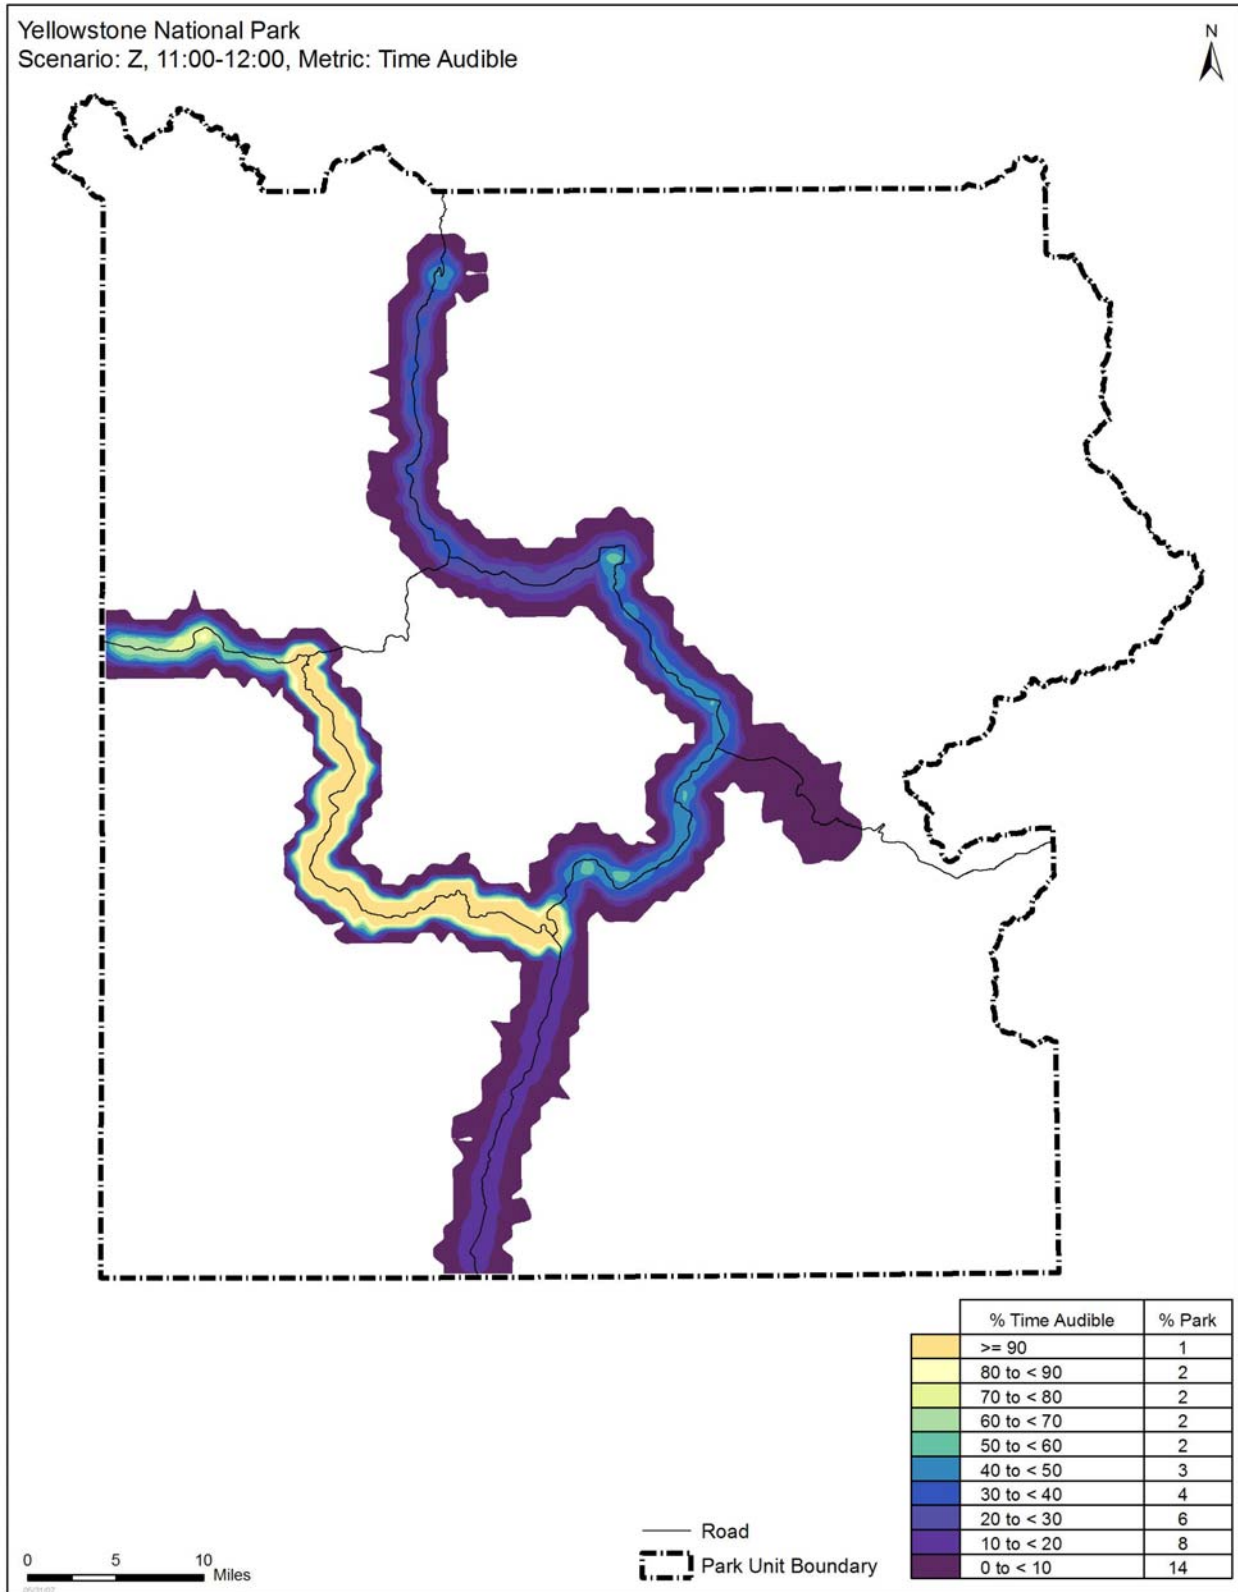 Yellowstone National Park
Scenario: Z, 11:00-12:00, Metric: Time Audible
N
% Time Audible % Park
>= 90 1
80 to < 90 2
70 to < 80 2
60 to < 70 2
50 to < 60 2
40 to < 50 3
30 to < 40 4
20 to < 30 6
10 to < 20 8
0 to < 10 14
Road
Park Unit Boundary
0 5 10
Miles